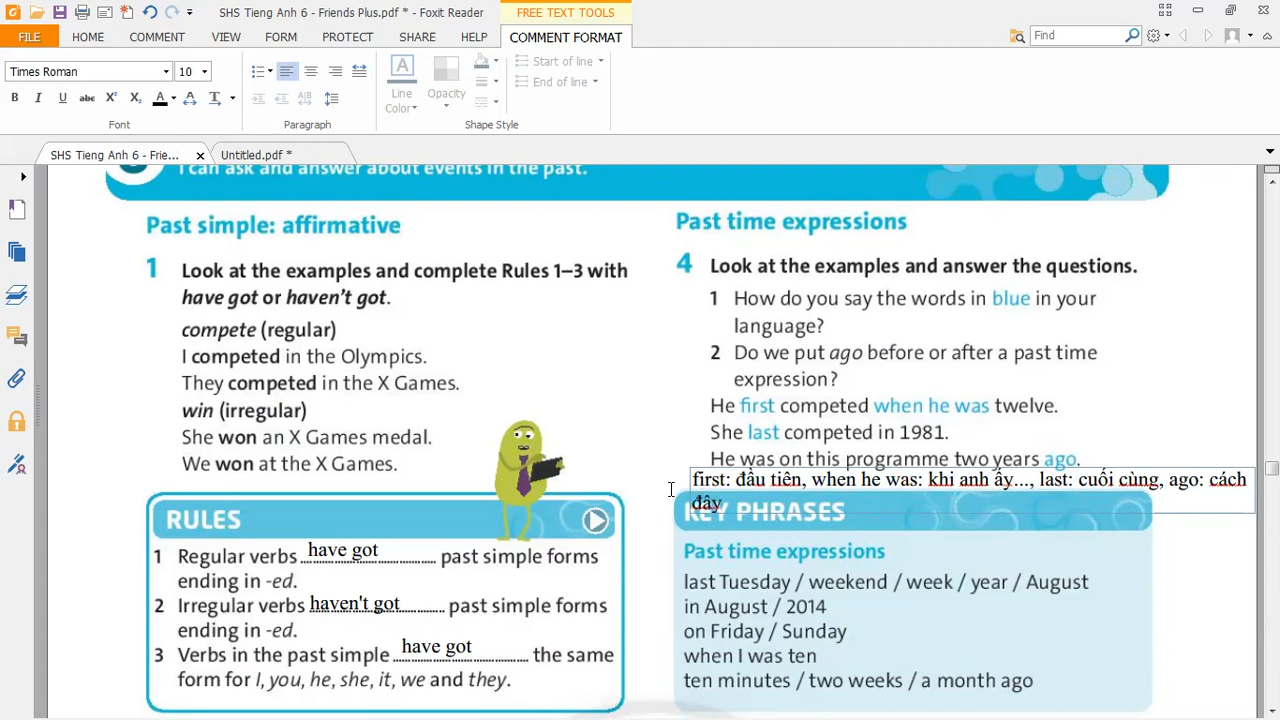 SHS Tieng Anh 6 - Friends Plus.pdf * - Foxit Reader
FREE TEXT TOOLS
FILE HOME COMMENT VIEW FORM PROTECT SHARE HELP COMMENT FORMAT
Find
Times Roman 10
Line Color
Opacity
Start of line
End of line
Font Paragraph Shape Style
SHS Tieng Anh 6 - Frie... Untitled.pdf *
I can ask and answer about events in the past.
Past simple: affirmative
1 Look at the examples and complete Rules 1–3 with
have got or haven't got.
compete (regular)
I competed in the Olympics.
They competed in the X Games.
win (irregular)
She won an X Games medal.
We won at the X Games.
RULES
1 Regular verbs have got past simple forms
ending in -ed.
2 Irregular verbs haven't got past simple forms
ending in -ed.
3 Verbs in the past simple have got the same
form for I, you, he, she, it, we and they.
Past time expressions
4 Look at the examples and answer the questions.
1 How do you say the words in blue in your
language?
2 Do we put ago before or after a past time
expression?
He first competed when he was twelve.
She last competed in 1981.
He was on this programme two years ago.
first: đầu tiên, when he was: khi anh ấy..., last: cuối cùng, ago: cách
đây
KEY PHRASES
Past time expressions
last Tuesday / weekend / week / year / August
in August / 2014
on Friday / Sunday
when I was ten
ten minutes / two weeks / a month ago